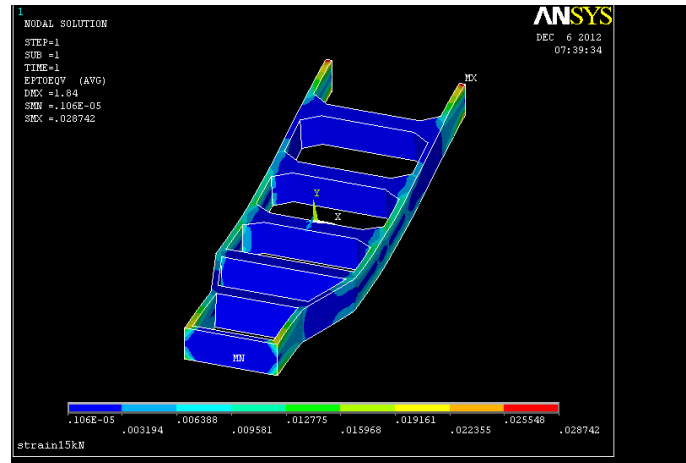 1
NODAL SOLUTION
ANSYS
STEP=1
DEC 6 2012
SUB =1
07:39:34
TIME=1
EPTOEQV (AVG)
DMX =1.84
SMN =.106E-05
SMX =.028742
MX
Y
X
MN
.106E-05 .006388 .012775 .019161 .025548
.003194 .009581 .015968 .022355 .028742
strain15kN